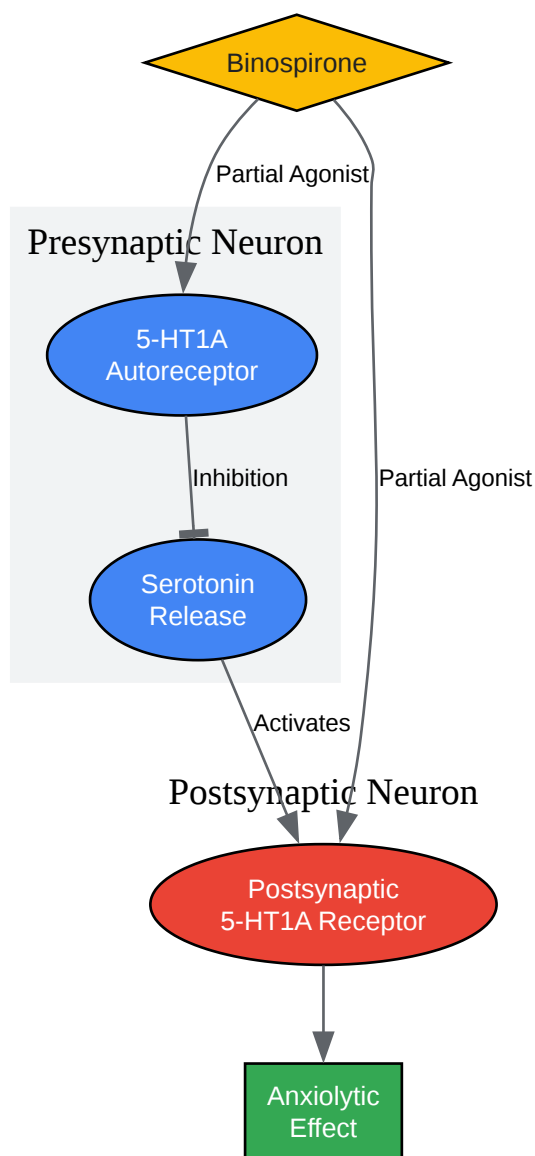 Binospirone
Partial Agonist
Presynaptic Neuron
5-HT1A
Autoreceptor
Inhibition
Partial Agonist
Serotonin
Release
Activates
Postsynaptic Neuron
Postsynaptic
5-HT1A Receptor
Anxiolytic
Effect